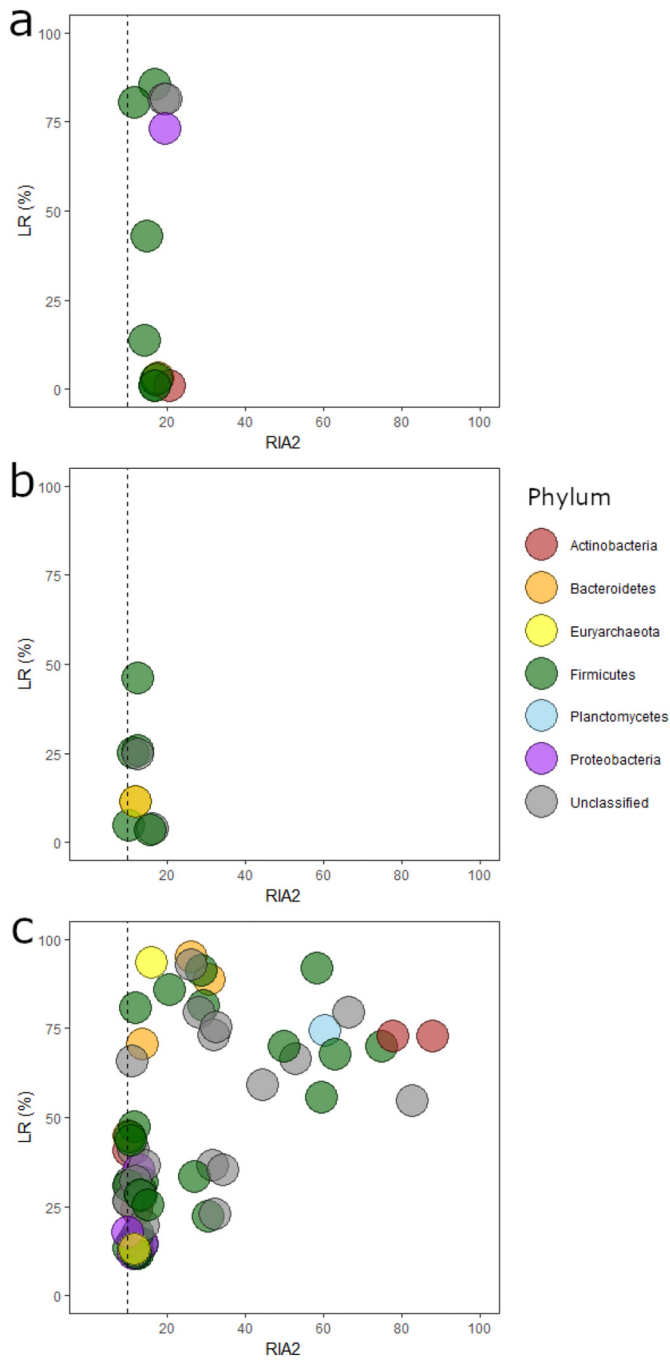 a
100
75
50
25
0
LR (%)
20 40 60 80 100
RIA2
b
100
75
50
25
0
LR (%)
20 40 60 80 100
RIA2
Phylum
Actinobacteria
Bacteroidetes
Euryarchaeota
Firmicutes
Planctomycetes
Proteobacteria
Unclassified
c
100
75
50
25
0
LR (%)
20 40 60 80 100
RIA2